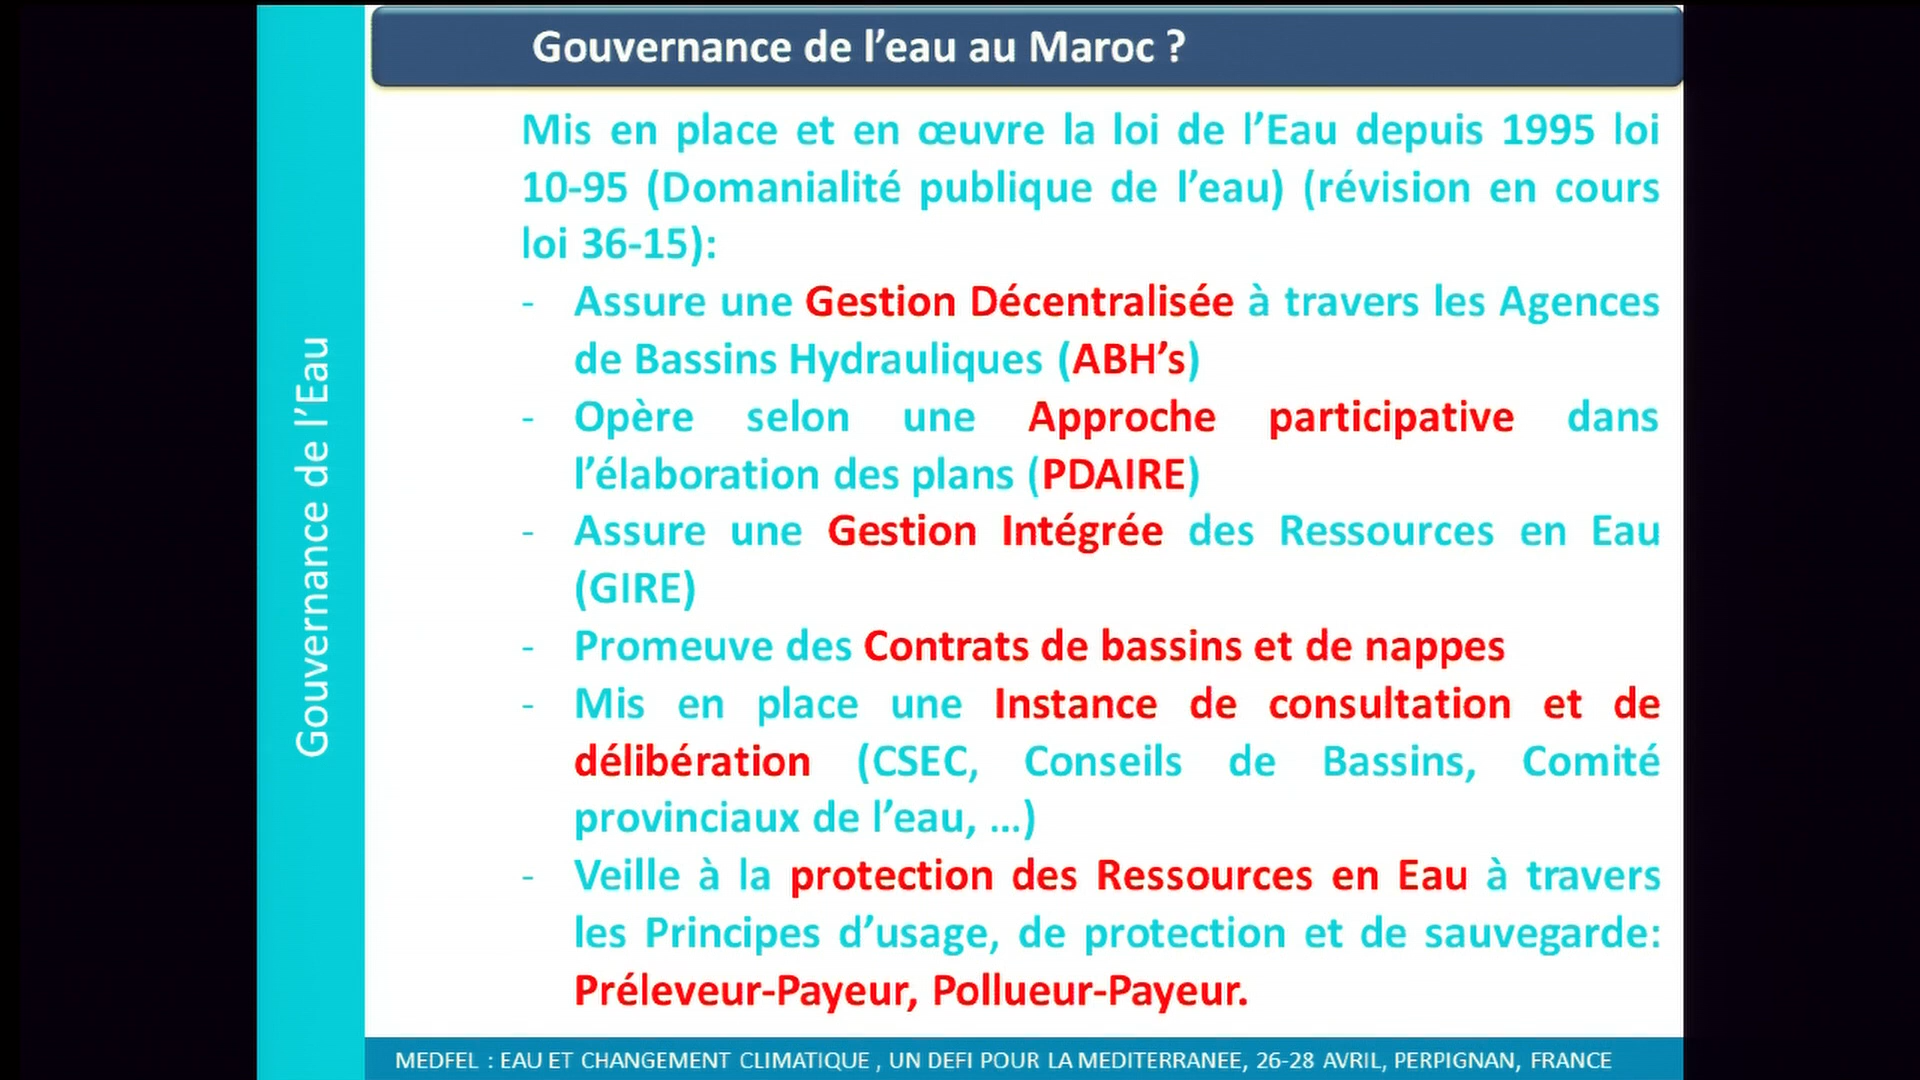 Gouvernance de l'eau au Maroc ?
Gouvernance de l'Eau
Mis en place et en œuvre la loi de l'Eau depuis 1995 loi
10-95 (Domanialité publique de l'eau) (révision en cours
loi 36-15):
- Assure une Gestion Décentralisée à travers les Agences
de Bassins Hydrauliques (ABH's)
- Opère selon une Approche participative dans
l'élaboration des plans (PDAIRE)
- Assure une Gestion Intégrée des Ressources en Eau
(GIRE)
- Promeuve des Contrats de bassins et de nappes
- Mis en place une Instance de consultation et de
délibération (CSEC, Conseils de Bassins, Comité
provinciaux de l'eau, ...)
- Veille à la protection des Ressources en Eau à travers
les Principes d'usage, de protection et de sauvegarde:
Préleveur-Payeur, Pollueur-Payeur.
MEDFEL : EAU ET CHANGEMENT CLIMATIQUE , UN DEFI POUR LA MEDITERRANEE, 26-28 AVRIL, PERPIGNAN, FRANCE